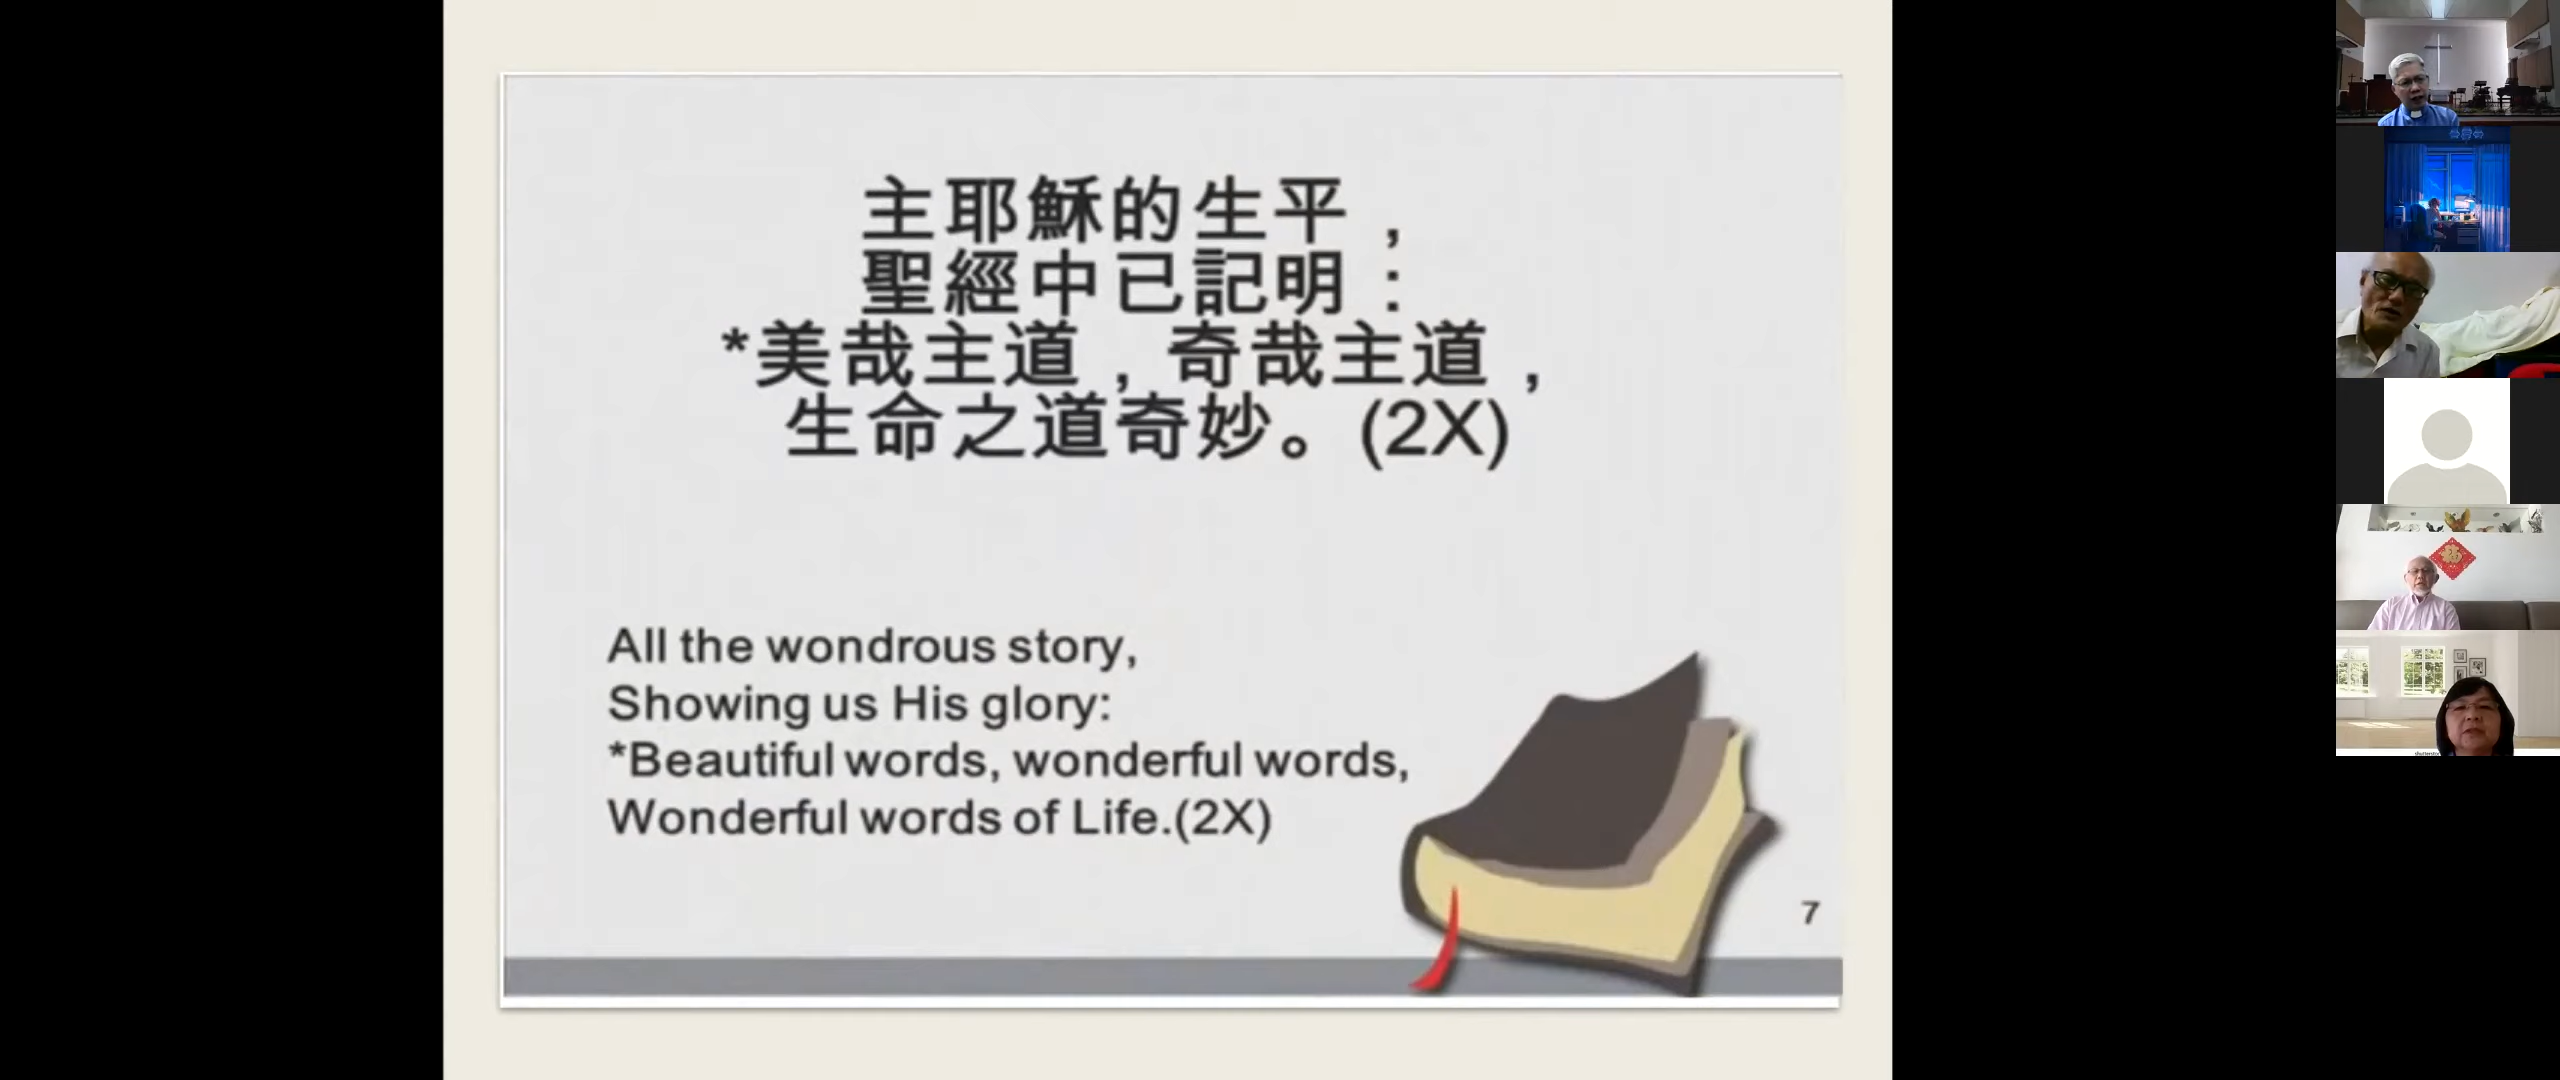 主耶穌的生平，
聖經中已記明：
*美哉主道，奇哉主道，
生命之道奇妙。(2X)
All the wondrous story,
Showing us His glory:
*Beautiful words, wonderful words,
Wonderful words of Life.(2X)
7
福